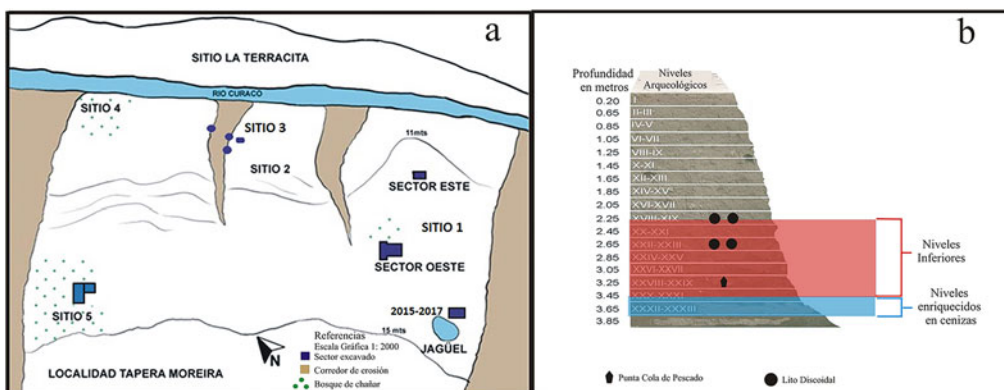 a
SITIO LA TERRACITA
RIO CURACO
SITIO 4
SITIO 3
11mts
SITIO 2
SECTOR ESTE
SITIO 1
SECTOR OESTE
SITIO 5
2015-2017
15 mts
JAGÜEL
N
Referencias
Escala Gráfica 1: 2000
Sector excavado
Corredor de erosión
Bosque de chañar
LOCALIDAD TAPERA MOREIRA
b
Profundidad
en metros
Niveles
Arqueológicos
0.20 I
0.65 II-III
0.85 IV-V
1.05 VI-VII
1.25 VIII-IX
1.45 X-XI
1.65 XII-XIII
1.85 XIV-XV
2.05 XVI-XVII
2.25 XVIII-XIX
2.45 XX-XXI
2.65 XXII-XXIII
2.85 XXIV-XXV
3.05 XXVI-XXVII
3.25 XXVIII-XXIX
3.45 XXX-XXXI
3.65 XXXII-XXXIII
3.85
Niveles
Inferiores
Niveles
enriquecidos
en cenizas
Punta Cola de Pescado
Lito Discoidal